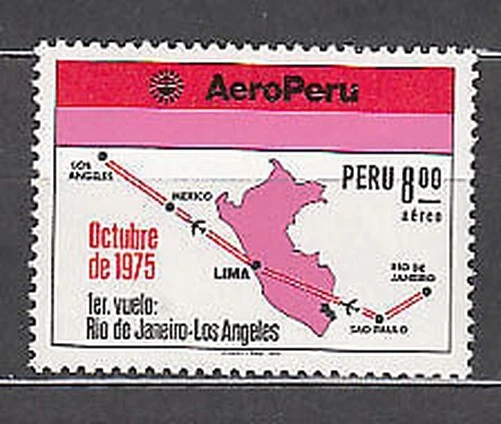 AeroPeru
LOS
ANGELES
MEXICO
PERU 8.00
aéreo
Octubre
de 1975
LIMA
RIO DE
JANEIRO
SAO PAULO
1er. vuelo:
Rio de Janeiro-Los Angeles